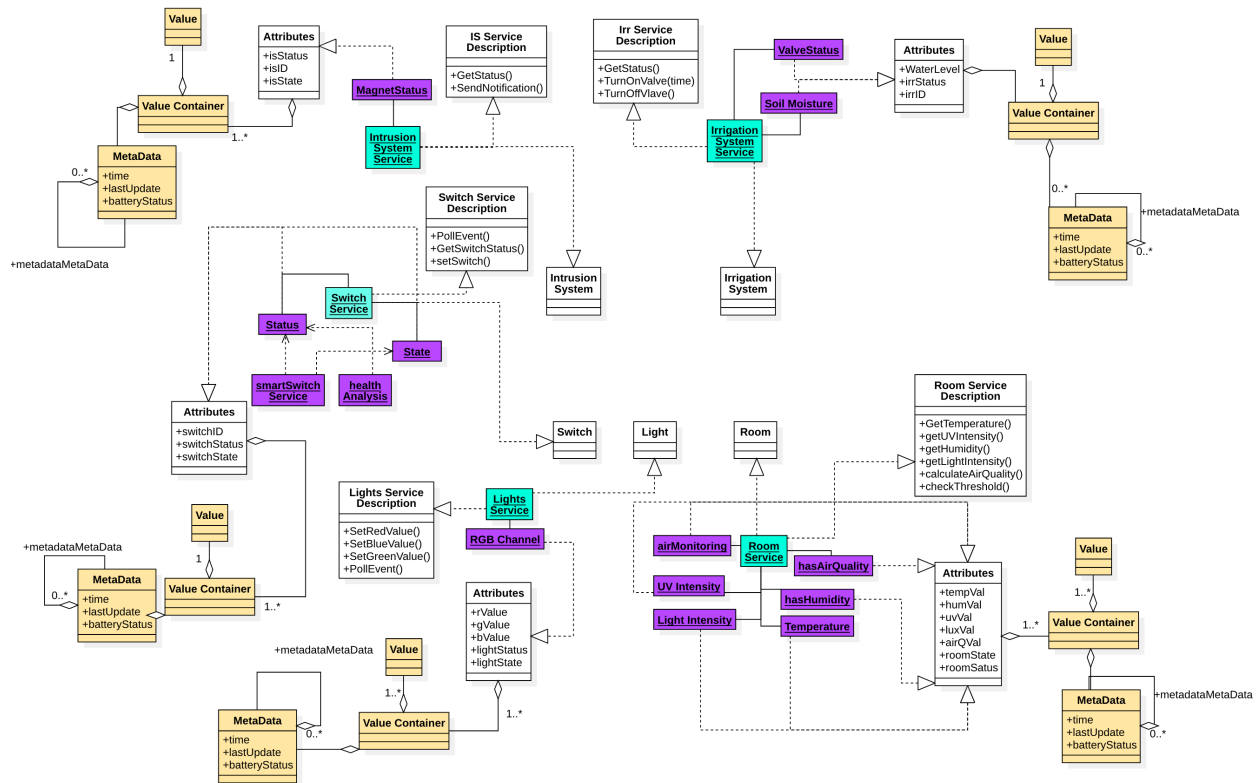 Value
1
Value Container
1..*
MetaData
+time
+lastUpdate
+batteryStatus
0..*
+metadataMetaData
Attributes
+isStatus
+isID
+isState
MagnetStatus
Intrusion
System
Service
IS Service
Description
+GetStatus()
+SendNotification()
Intrusion
System
Irr Service
Description
+GetStatus()
+TurnOnValve(time)
+TurnOffVlave()
ValveStatus
Soil Moisture
Irrigation
System
Service
Irrigation
System
Attributes
+WaterLevel
+irrStatus
+irrID
Value
1
Value Container
0..*
MetaData
+time
+lastUpdate
+batteryStatus
+metadataMetaData
0..*
Switch Service
Description
+PollEvent()
+GetSwitchStatus()
+setSwitch()
Switch
Service
Status
State
smartSwitch
Service
health
Analysis
Attributes
+switchID
+switchStatus
+switchState
Switch
Value
1
Value Container
1..*
+metadataMetaData
MetaData
+time
+lastUpdate
+batteryStatus
0..*
Light
Lights Service
Description
+SetRedValue()
+SetBlueValue()
+SetGreenValue()
+PollEvent()
Lights
Service
RGB Channel
Attributes
+rValue
+gValue
+bValue
+lightStatus
+lightState
1..*
Value
1..*
Value Container
+metadataMetaData
MetaData
+time
+lastUpdate
+batteryStatus
0..*
Room
Room Service
Description
+GetTemperature()
+getUVIntensity()
+getHumidity()
+getLightIntensity()
+calculateAirQuality()
+checkThreshold()
airMonitoring
Room
Service
hasAirQuality
UV Intensity
hasHumidity
Light Intensity
Temperature
Attributes
+tempVal
+humVal
+uvVal
+luxVal
+airQVal
+roomState
+roomSatus
1..*
Value
1..*
Value Container
MetaData
+time
+lastUpdate
+batteryStatus
+metadataMetaData
0..*